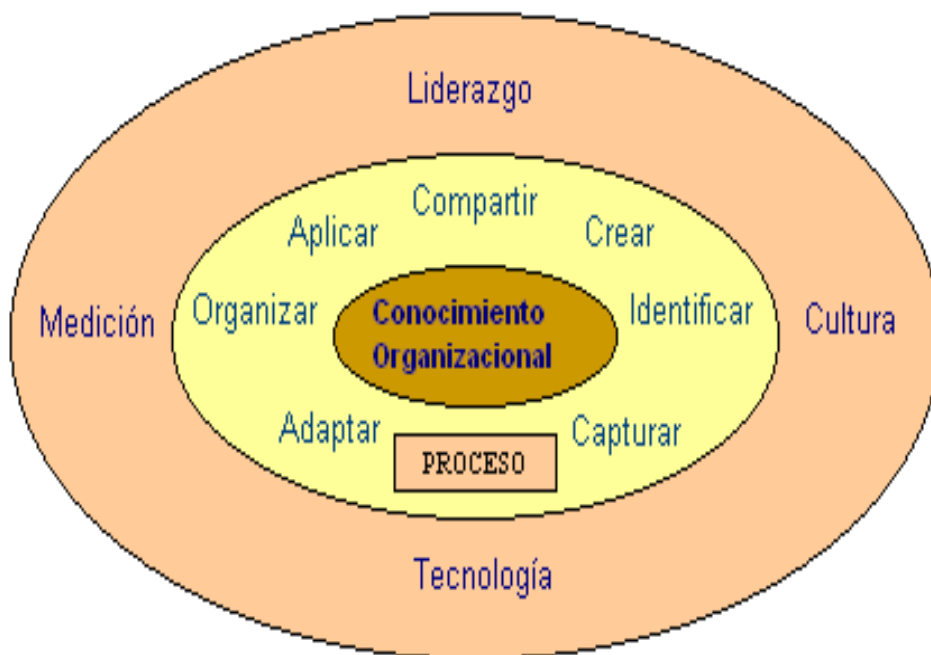 Liderazgo
Compartir
Aplicar
Crear
Organizar
Conocimiento
Organizacional
Identificar
Medición
Cultura
Adaptar
Capturar
PROCESO
Tecnología